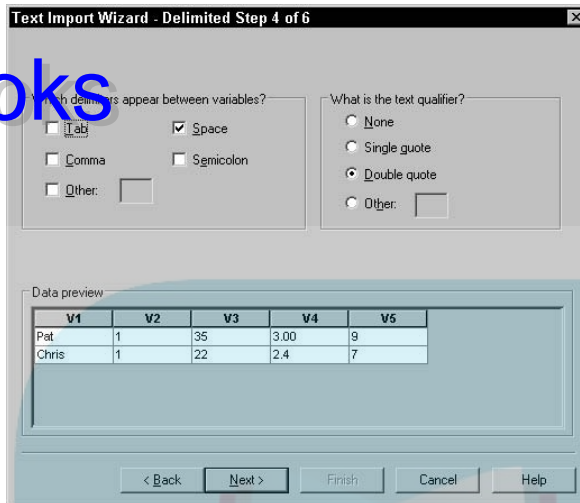 Text Import Wizard - Delimited Step 4 of 6
oks
Which delimiters appear between variables?
Tab
Space
Comma
Semicolon
Other:
What is the text qualifier?
None
Single quote
Double quote
Other:
Data preview
V1 V2 V3 V4 V5
Pat 1 35 3.00 9
Chris 1 22 2.4 7
< Back Next > Finish Cancel Help